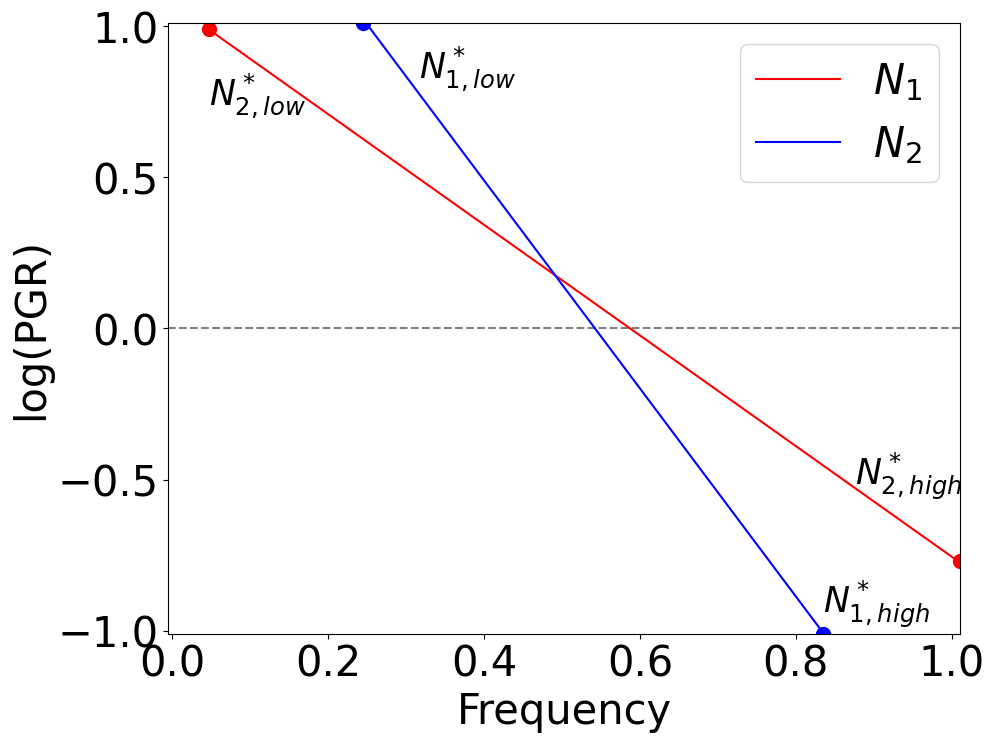 1.0
0.5
0.0
−0.5
−1.0
log(PGR)
0.0 0.2 0.4 0.6 0.8 1.0
Frequency
N*2, low
N*1, low
N*2, high
N*1, high
N1
N2